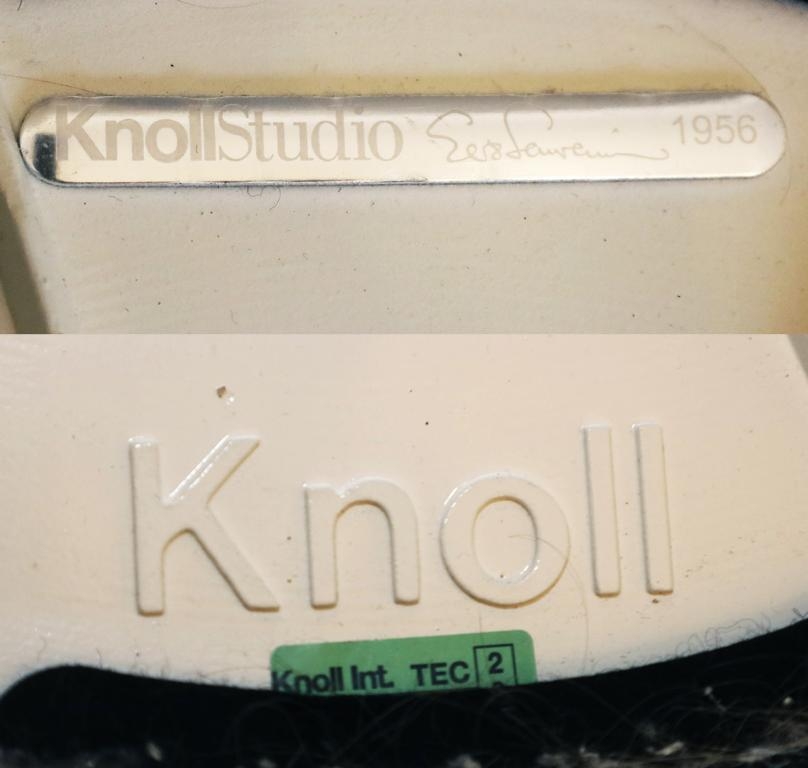 KnollStudio Eero Saarinen 1956
Knoll
Knoll Int. TEC 2